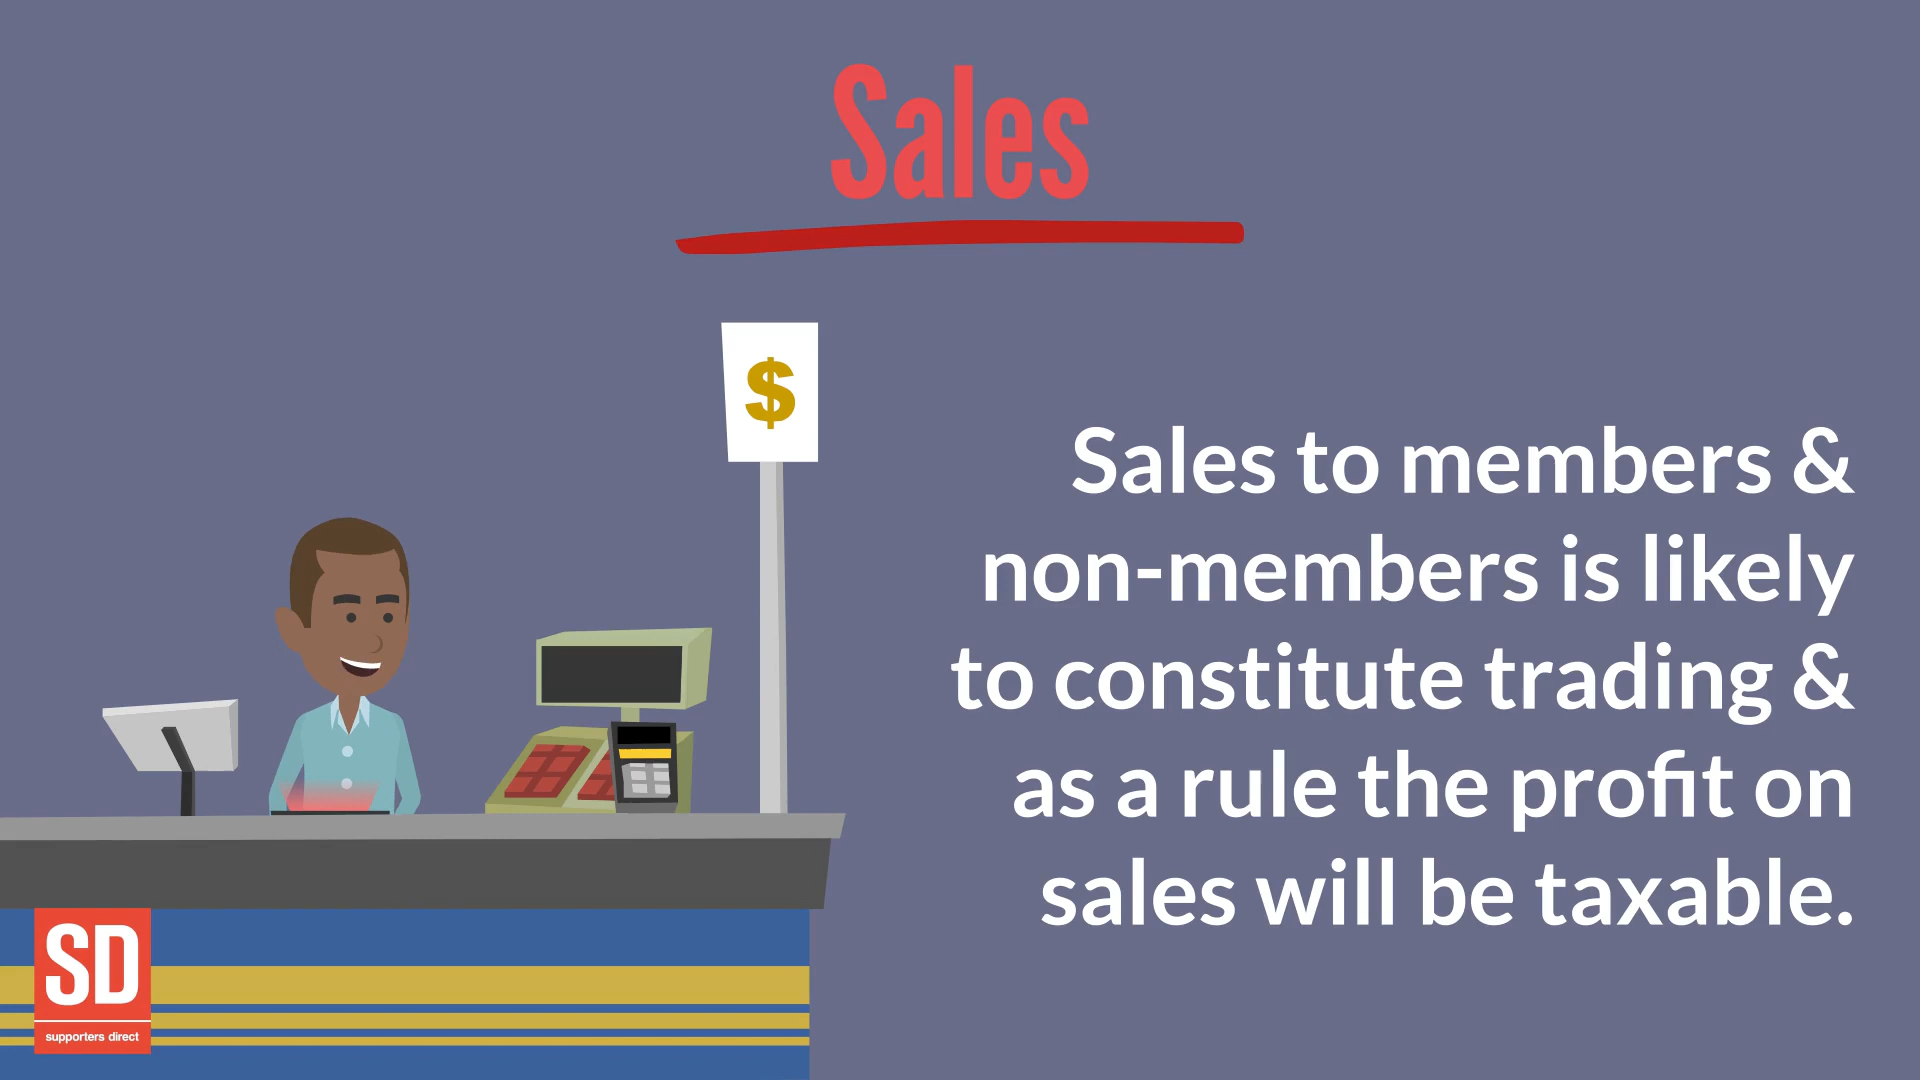 Sales
$
Sales to members &
non-members is likely
to constitute trading &
as a rule the profit on
sales will be taxable.
SD
supporters direct